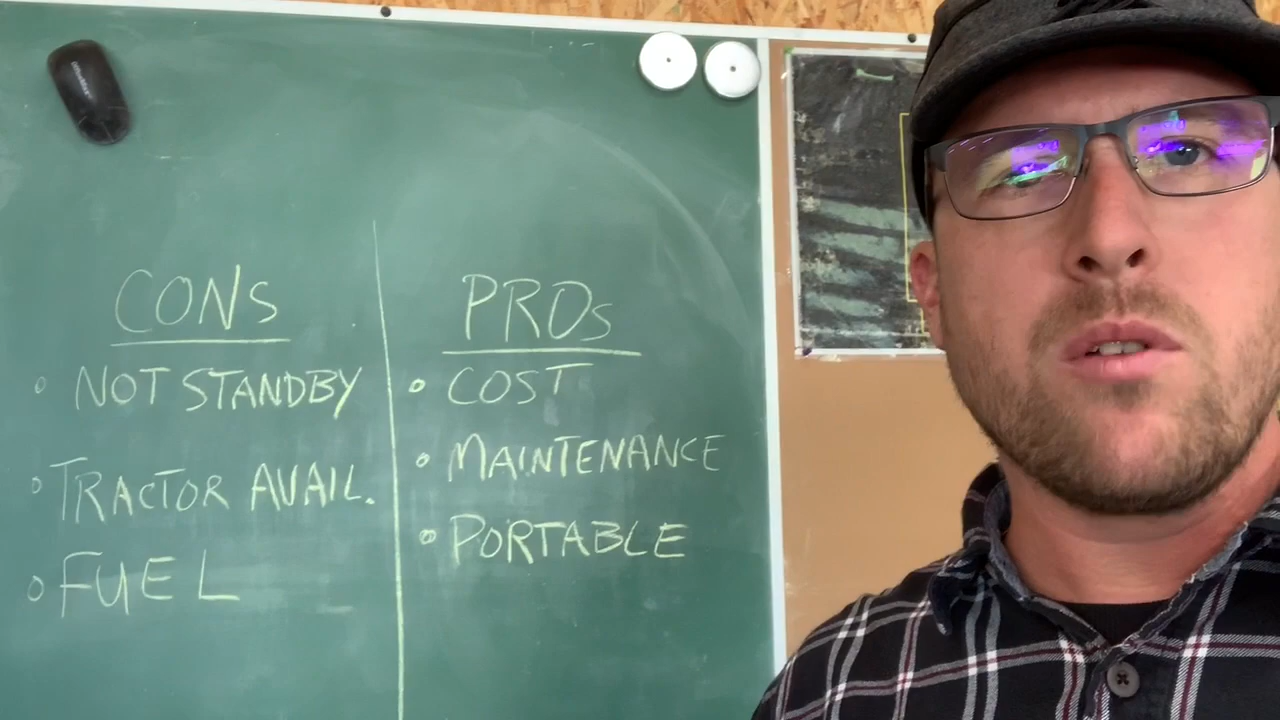 CONS
NOT STANDBY
TRACTOR AVAIL.
FUEL
PROS
COST
MAINTENANCE
PORTABLE